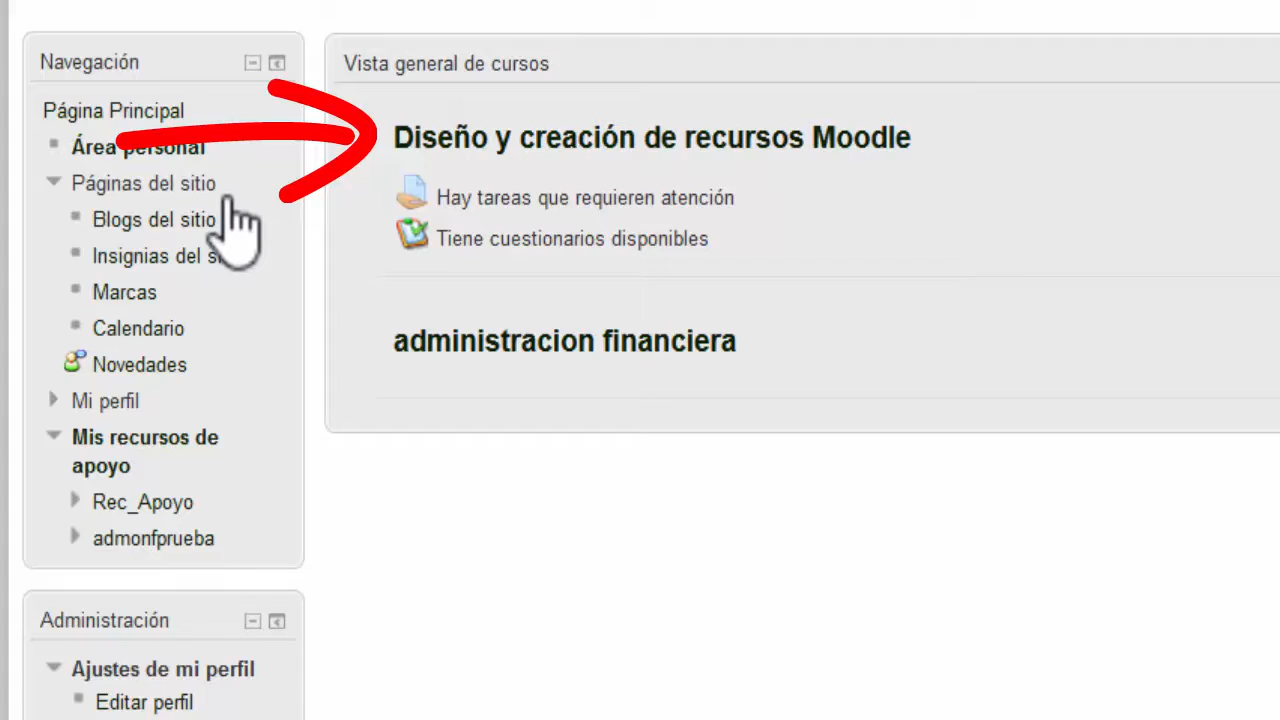 Navegación
Página Principal
Área personal
Páginas del sitio
Blogs del sitio
Insignias del s
Marcas
Calendario
Novedades
Mi perfil
Mis recursos de
apoyo
Rec_Apoyo
admonfprueba
Administración
Ajustes de mi perfil
Editar perfil
Vista general de cursos
Diseño y creación de recursos Moodle
Hay tareas que requieren atención
Tiene cuestionarios disponibles
administracion financiera